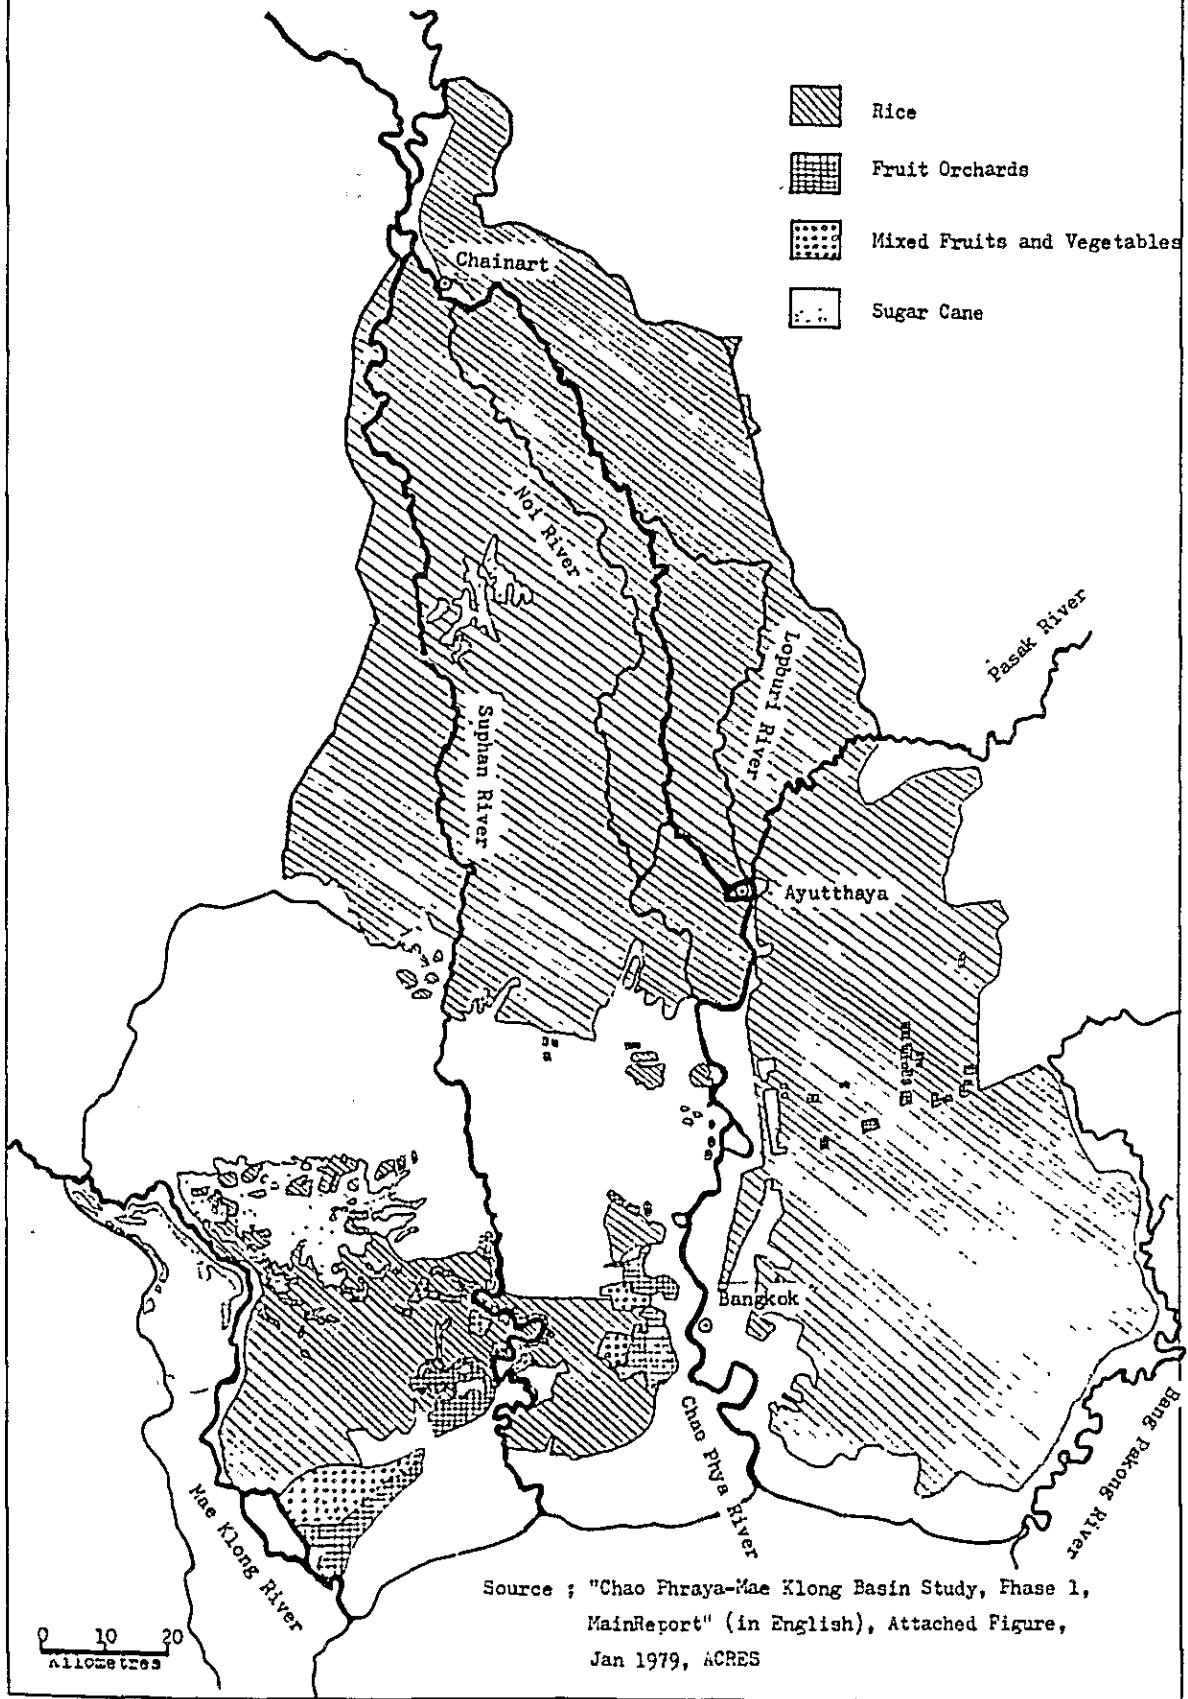 Rice
Fruit Orchards
Mixed Fruits and Vegetables
Sugar Cane
Chainart
Noi River
Pasak River
Lopburi River
Suphan River
Ayutthaya
Bangkok
Chao Phya River
Bang Pakong River
Mae Klong River
Source ; "Chao Phraya-Mae Klong Basin Study, Phase 1,
MainReport" (in English), Attached Figure,
Jan 1979, ACRES
0 10 20
Kilometres